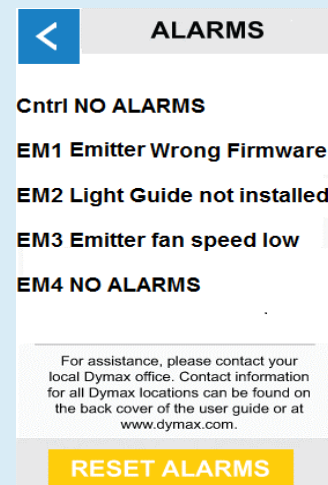 ALARMS
Cntrl NO ALARMS
EM1 Emitter Wrong Firmware
EM2 Light Guide not installed
EM3 Emitter fan speed low
EM4 NO ALARMS
For assistance, please contact your
local Dymax office. Contact information
for all Dymax locations can be found on
the back cover of the user guide or at
www.dymax.com.
RESET ALARMS